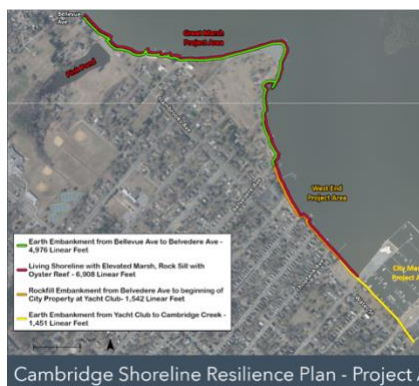 Bellevue
Ave
Great Marsh
Project Area
Fish Pond
West End
Project Area
City Mar
Project A
Earth Embankment from Bellevue Ave to Belvedere Ave -
4,976 Linear Feet
Living Shoreline with Elevated Marsh, Rock Sill with
Oyster Reef - 6,908 Linear Feet
Rockfill Embankment from Belvedere Ave to beginning of
City Property at Yacht Club- 1,542 Linear Feet
Earth Embankment from Yacht Club to Cambridge Creek -
1,451 Linear Feet
Cambridge Shoreline Resilience Plan - Project A